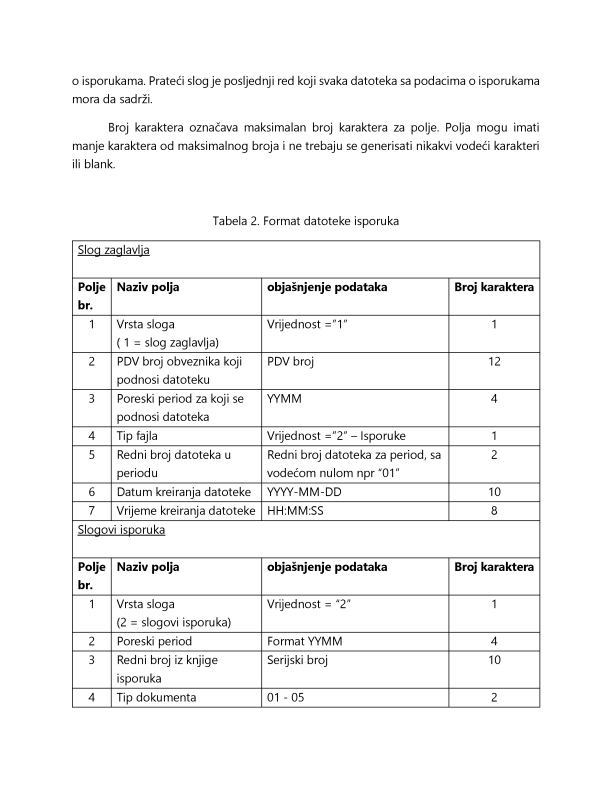 o isporukama. Prateći slog je posljednji red koji svaka datoteka sa podacima o isporukama
mora da sadrži.
Broj karaktera označava maksimalan broj karaktera za polje. Polja mogu imati
manje karaktera od maksimalnog broja i ne trebaju se generisati nikakvi vodeći karakteri
ili blank.
Tabela 2. Format datoteke isporuka
Slog zaglavlja
Polje br. Naziv polja objašnjenje podataka Broj karaktera
1 Vrsta sloga Vrijednost =”1” 1
( 1 = slog zaglavlja)
2 PDV broj obveznika koji PDV broj 12
podnosi datoteku
3 Poreski period za koji se YYMM 4
podnosi datoteka
4 Tip fajla Vrijednost =”2” – Isporuke 1
5 Redni broj datoteka u Redni broj datoteka za period, sa 2
periodu vodećom nulom npr “01”
6 Datum kreiranja datoteke YYYY-MM-DD 10
7 Vrijeme kreiranja datoteke HH:MM:SS 8
Slogovi isporuka
Polje br. Naziv polja objašnjenje podataka Broj karaktera
1 Vrsta sloga Vrijednost = “2” 1
(2 = slogovi isporuka)
2 Poreski period Format YYMM 4
3 Redni broj iz knjige Serijski broj 10
isporuka
4 Tip dokumenta 01 - 05 2